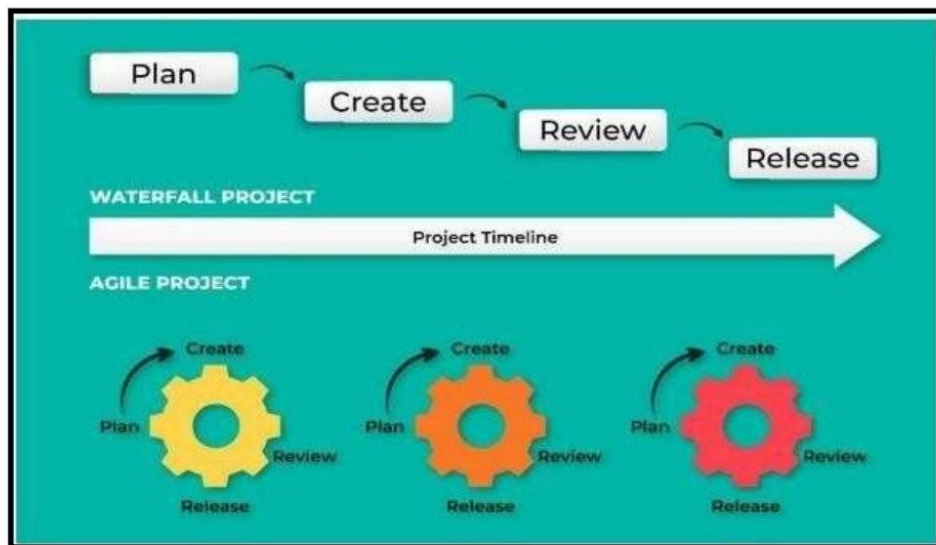 Plan
Create
Review
Release
WATERFALL PROJECT
Project Timeline
AGILE PROJECT
Create
Plan
Review
Release
Create
Plan
Review
Release
Create
Plan
Review
Release